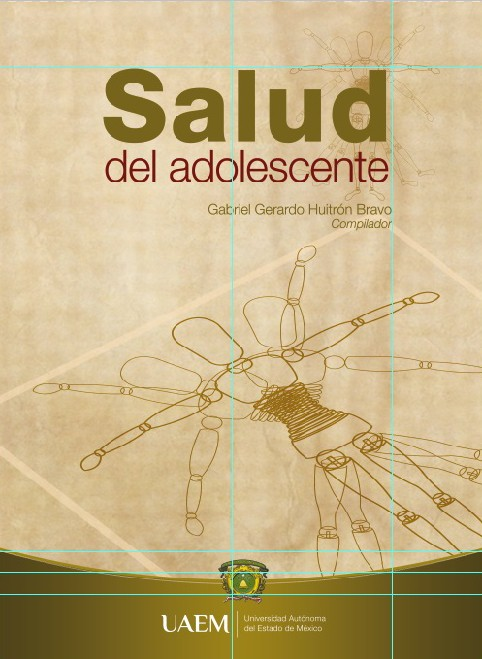 Salud
del adolescente
Gabriel Gerardo Huitrón Bravo
Compilador
UAEM
Universidad Autónoma
del Estado de México